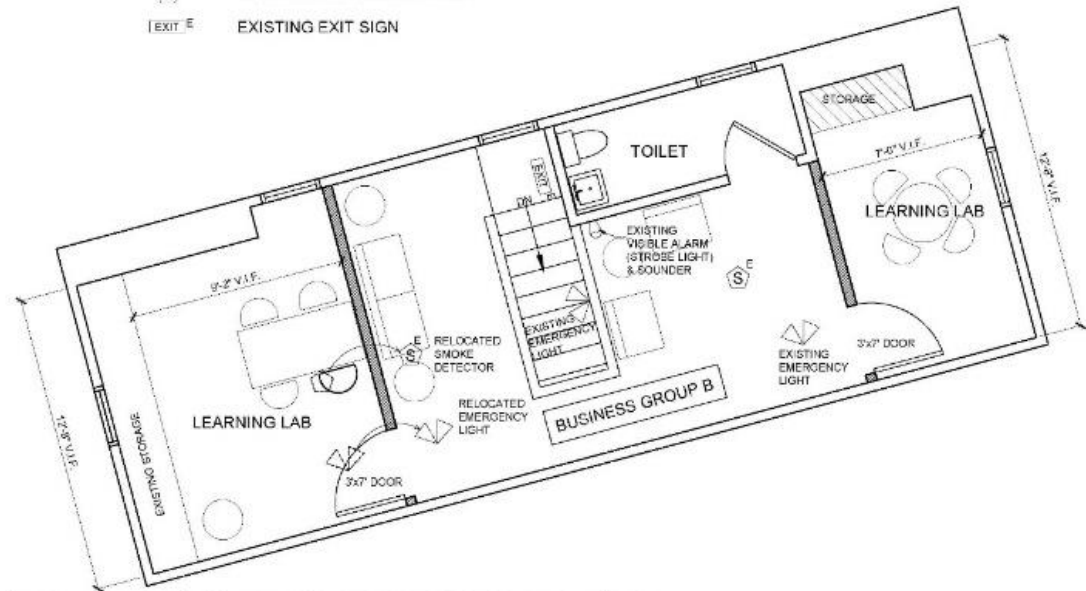 EXIT E EXISTING EXIT SIGN
STORAGE
TOILET
7'-6" V.I.F.
12'-8" V.I.F.
EXIT
DN
LEARNING LAB
EXISTING
VISIBLE ALARM
(STROBE LIGHT)
& SOUNDER
E
S
9'-2" V.I.F.
EXISTING
EMERGENCY
LIGHT
E
S
RELOCATED
SMOKE
DETECTOR
3'x7' DOOR
EXISTING
EMERGENCY
LIGHT
BUSINESS GROUP B
RELOCATED
EMERGENCY
LIGHT
LEARNING LAB
12'-8" V.I.F.
EXISTING STORAGE
3'x7' DOOR